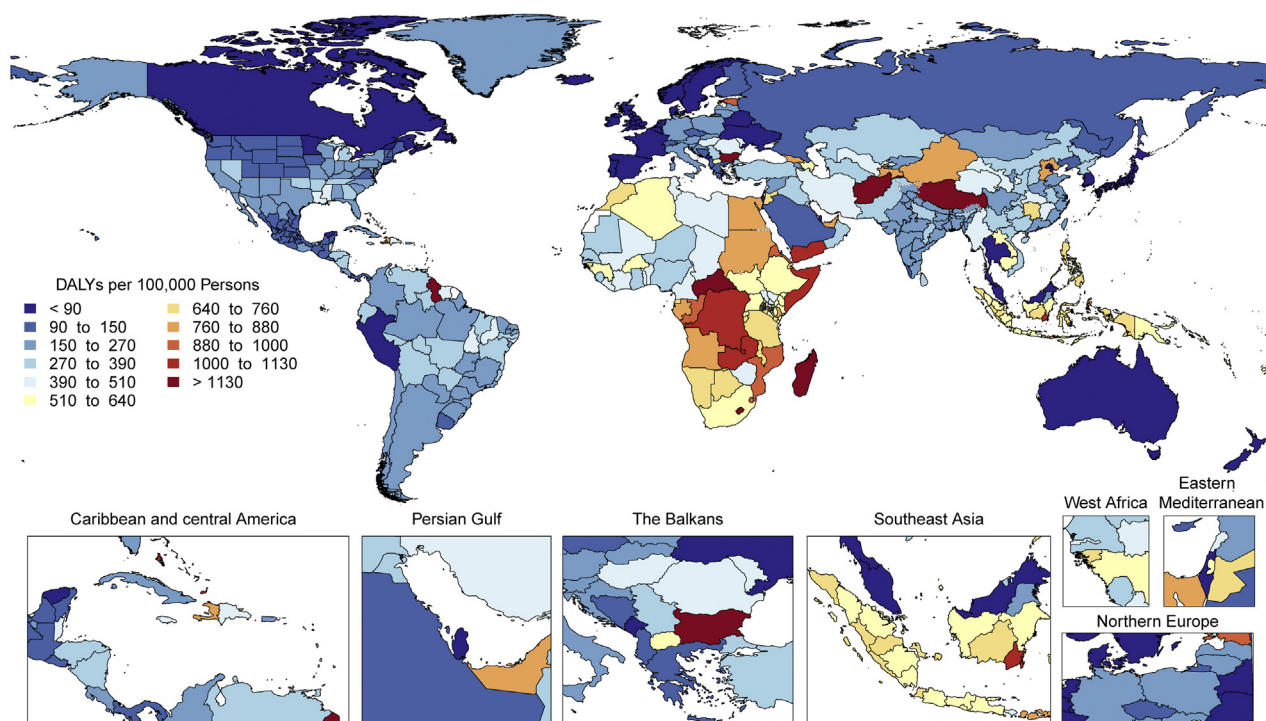 DALYs per 100,000 Persons
< 90
90 to 150
150 to 270
270 to 390
390 to 510
510 to 640
640 to 760
760 to 880
880 to 1000
1000 to 1130
> 1130
Caribbean and central America
Persian Gulf
The Balkans
Southeast Asia
West Africa
Eastern
Mediterranean
Northern Europe